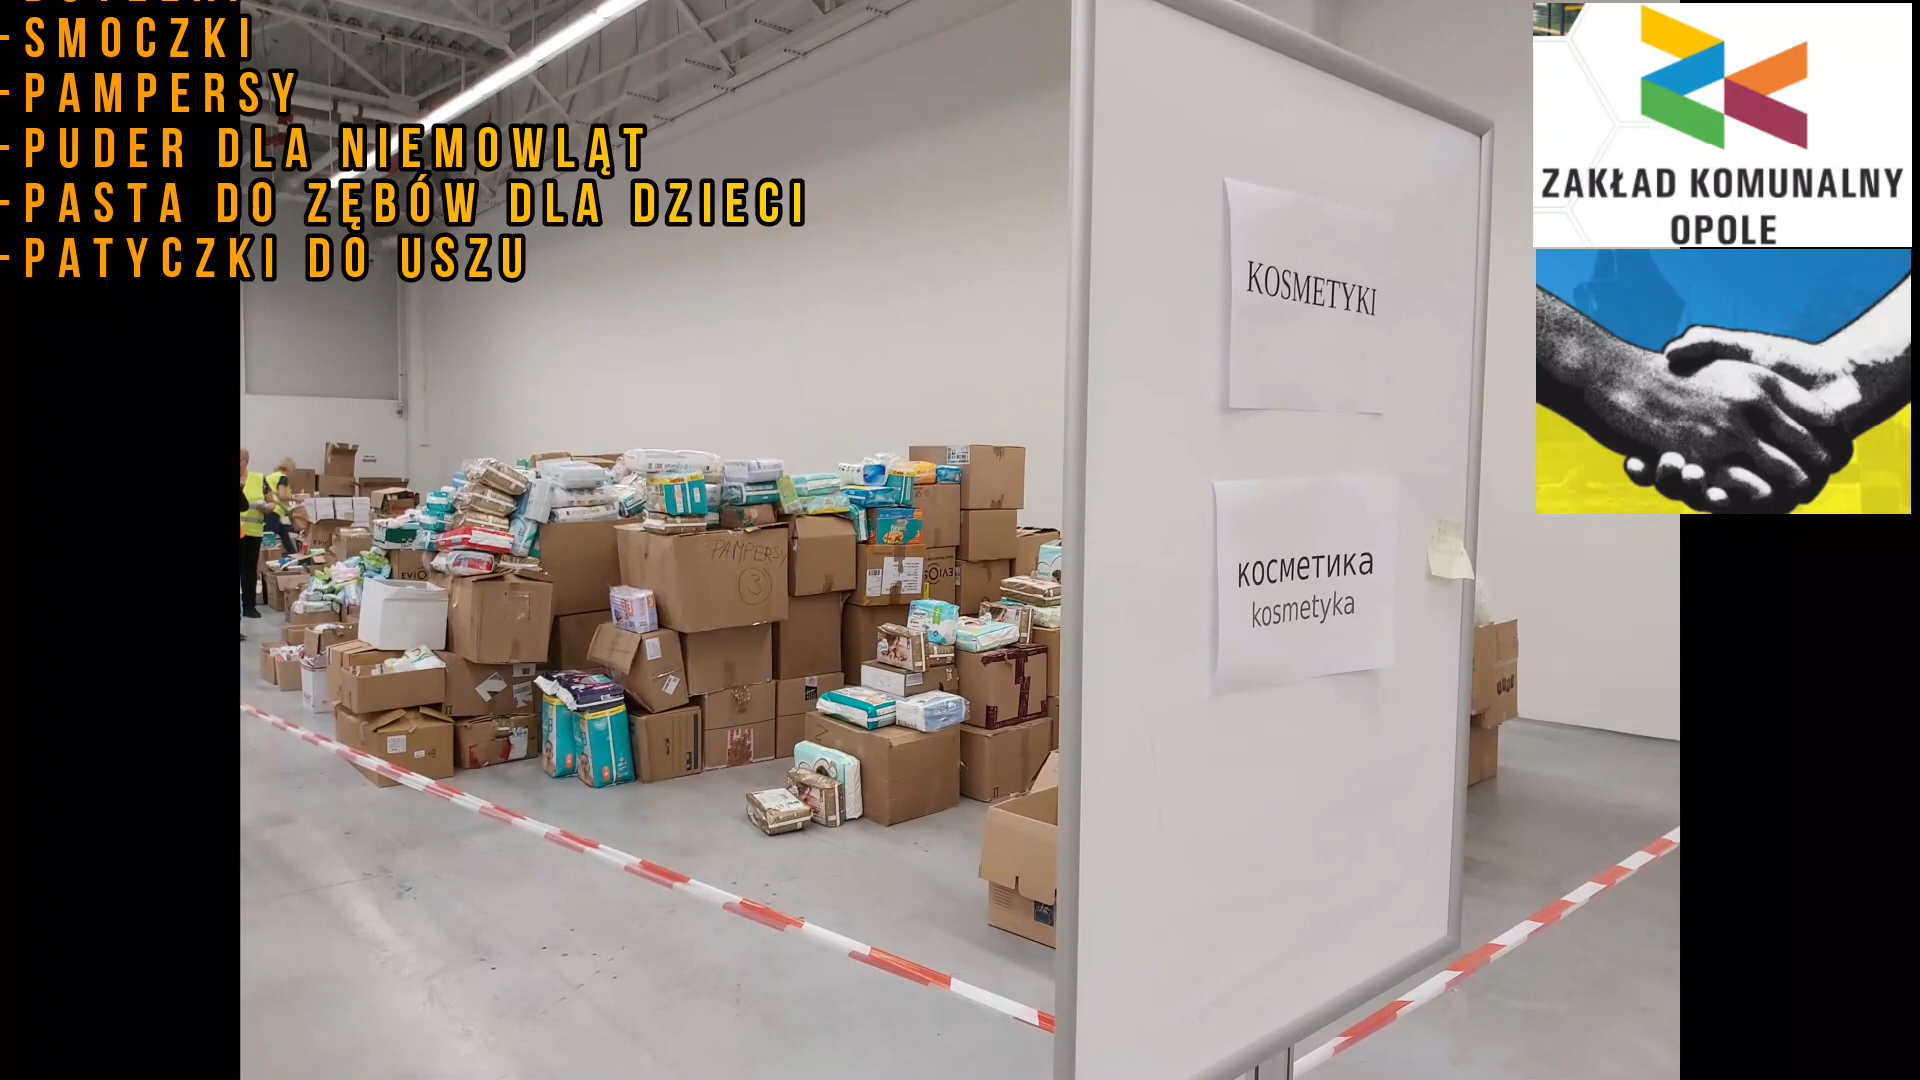 -SMOCZKI
-PAMPERSY
-PUDER DLA NIEMOWLĄT
-PASTA DO ZĘBÓW DLA DZIECI
-PATYCZKI DO USZU
ZAKŁAD KOMUNALNY
OPOLE
KOSMETYKI
косметика
kosmetyka
PAMPERSY
3